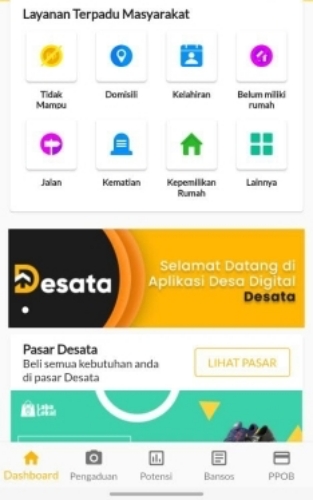 Layanan Terpadu Masyarakat
Tidak
Mampu
Domisili
Kelahiran
Belum miliki
rumah
Jalan
Kematian
Kepemilikan
Rumah
Lainnya
Desata
Selamat Datang di
Aplikasi Desa Digital
Desata
Pasar Desata
Beli semua kebutuhan anda
di pasar Desata
LIHAT PASAR
Lokal
Dashboard
Pengaduan
Potensi
Bansos
PPOB